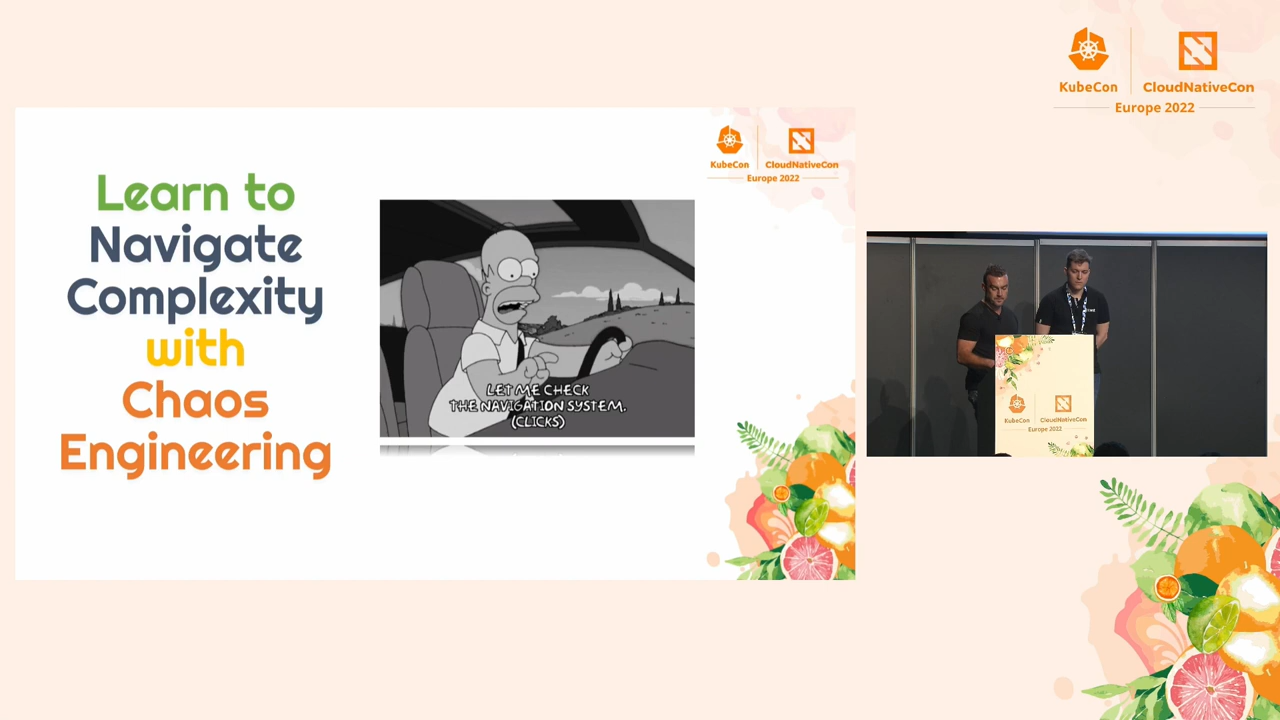 Learn to
Navigate
Complexity
with
Chaos
Engineering
LET ME CHECK
THE NAVIGATION SYSTEM.
(CLICKS)
KubeCon
CloudNativeCon
Europe 2022
KubeCon
CloudNativeCon
Europe 2022
KubeCon
CloudNativeCon
Europe 2022